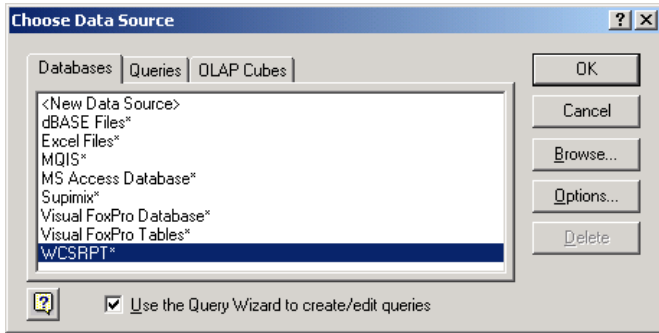 Choose Data Source
Databases Queries OLAP Cubes
<New Data Source>
dBASE Files*
Excel Files*
MQIS*
MS Access Database*
Supimix*
Visual FoxPro Database*
Visual FoxPro Tables*
WCSRPT*
OK
Cancel
Browse...
Options...
Delete
Use the Query Wizard to create/edit queries